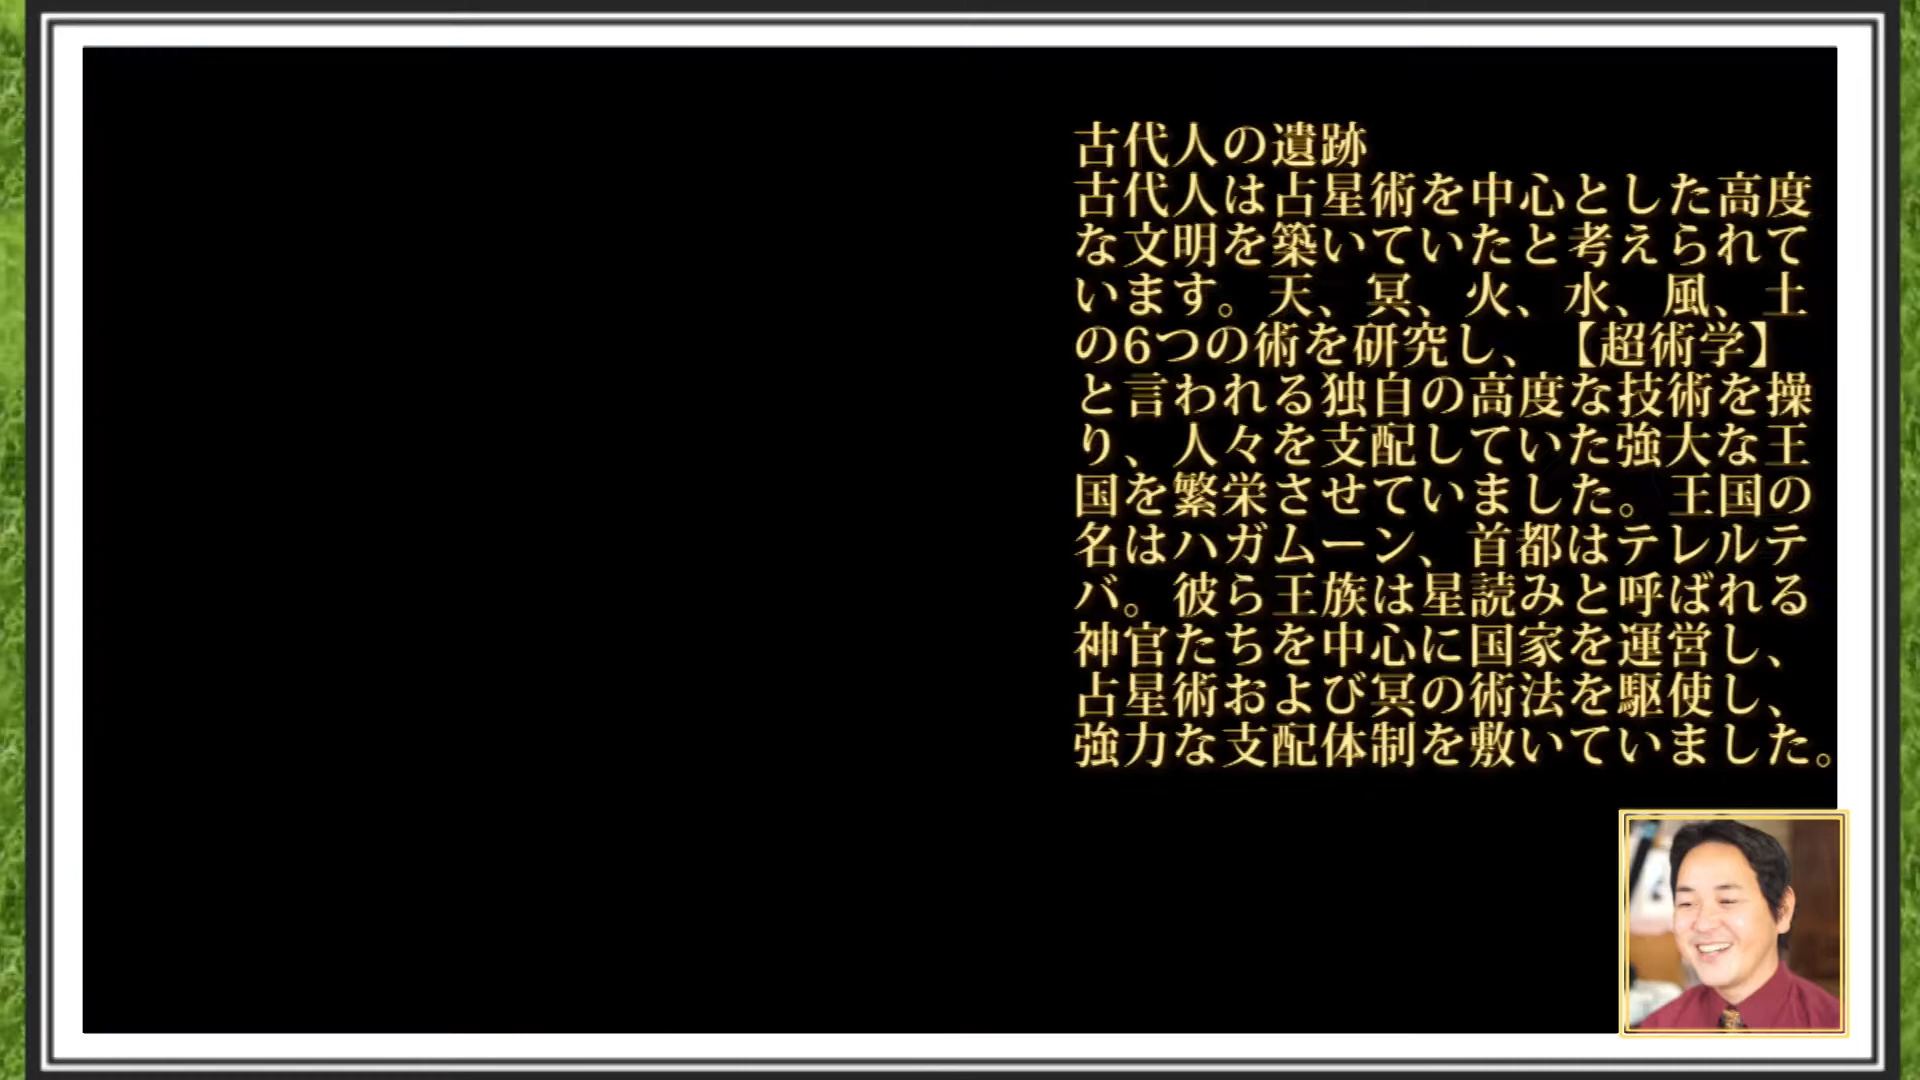 古代人の遺跡
古代人は占星術を中心とした高度
な文明を築いていたと考えられて
います。天、冥、火、水、風、土
の6つの術を研究し、【超術学】
と言われる独自の高度な技術を操
り、人々を支配していた強大な王
国を繁栄させていました。王国の
名はハガムーン、首都はテレルテ
バ。彼ら王族は星読みと呼ばれる
神官たちを中心に国家を運営し、
占星術および冥の術法を駆使し、
強力な支配体制を敷いていました。